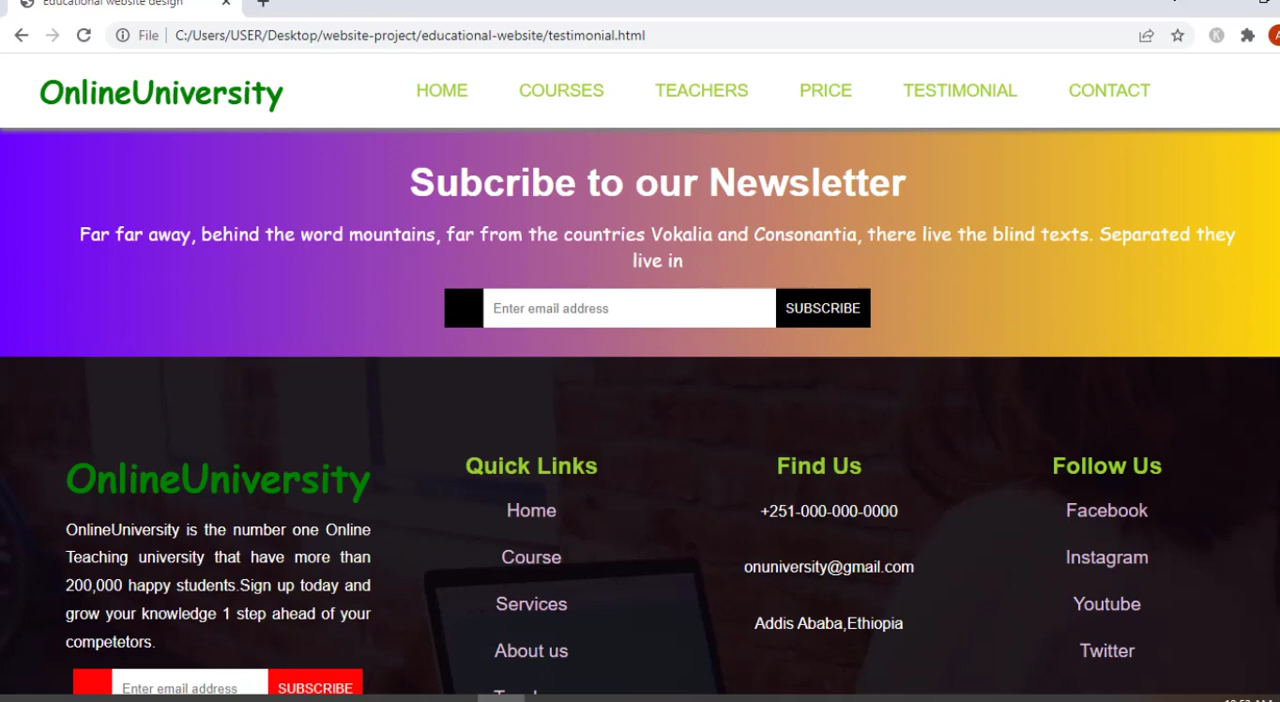 Educational website design
File C:/Users/USER/Desktop/website-project/educational-website/testimonial.html
OnlineUniversity HOME COURSES TEACHERS PRICE TESTIMONIAL CONTACT
Subcribe to our Newsletter
Far far away, behind the word mountains, far from the countries Vokalia and Consonantia, there live the blind texts. Separated they
live in
Enter email address SUBSCRIBE
OnlineUniversity
OnlineUniversity is the number one Online
Teaching university that have more than
200,000 happy students.Sign up today and
grow your knowledge 1 step ahead of your
competetors.
Enter email address SUBSCRIBE
Quick Links
Home
Course
Services
About us
Find Us
+251-000-000-0000
onuniversity@gmail.com
Addis Ababa,Ethiopia
Follow Us
Facebook
Instagram
Youtube
Twitter